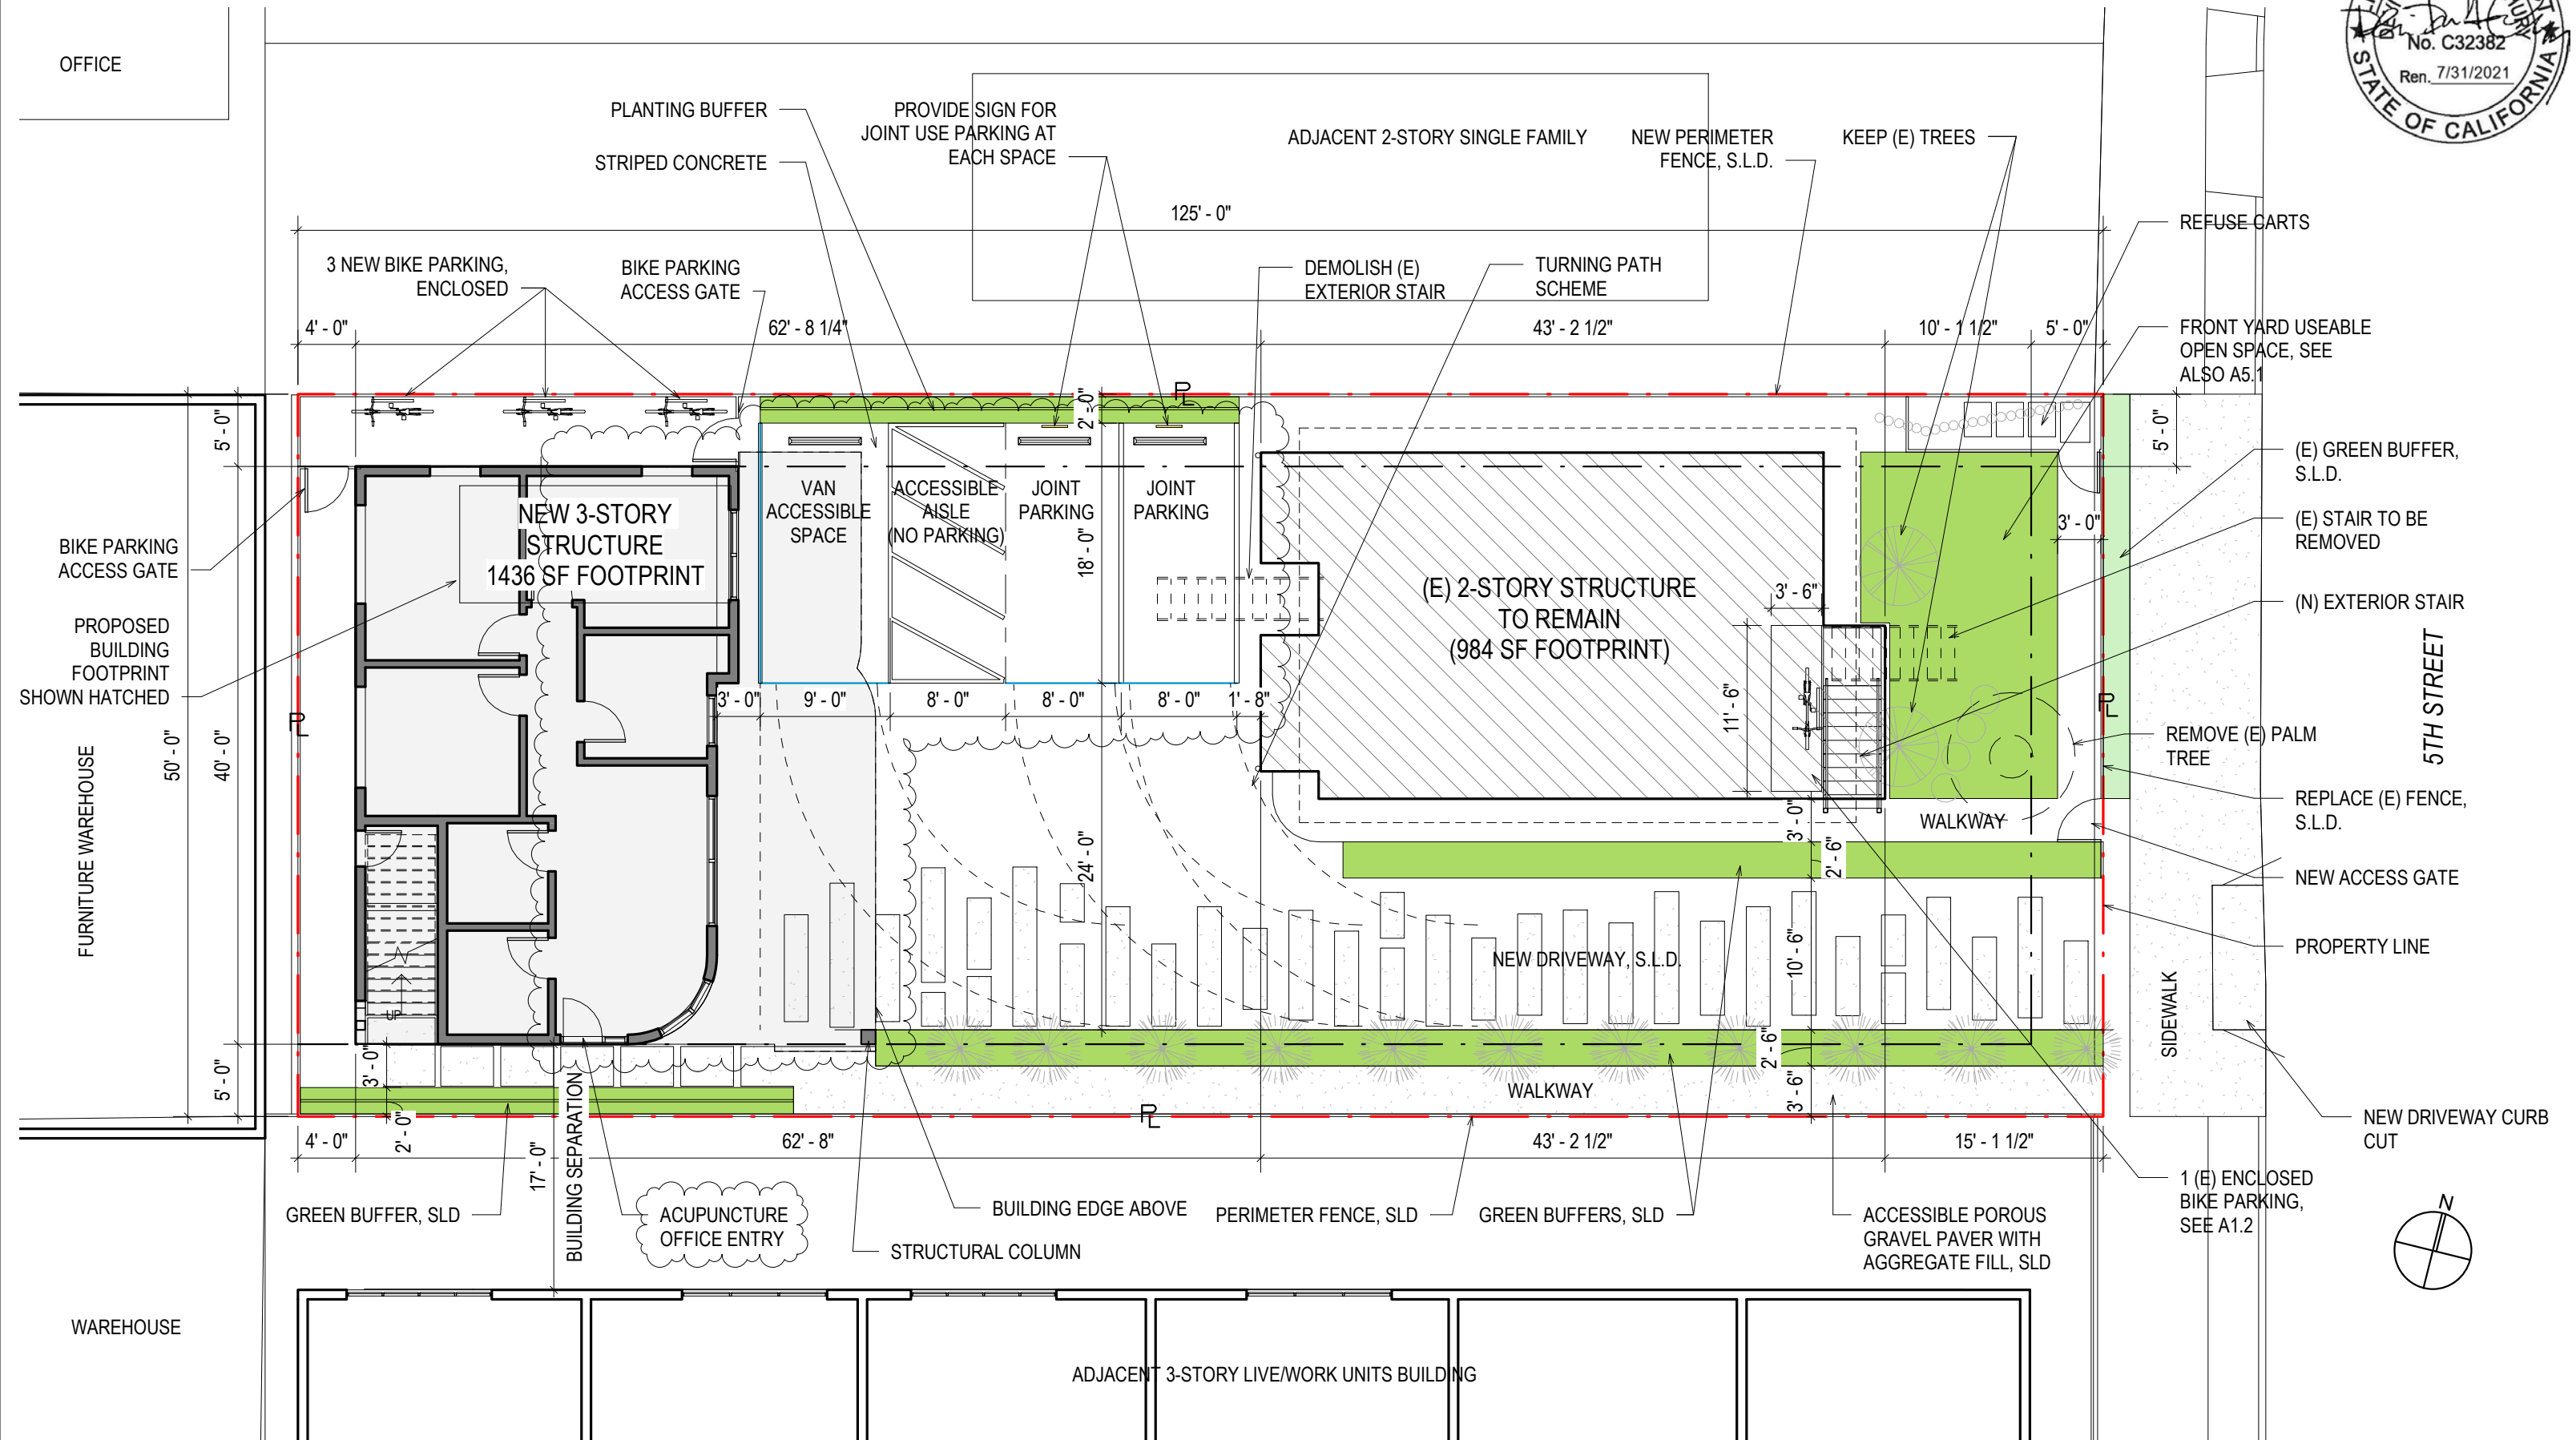 OFFICE
No. C32382
Ren. 7/31/2021
STATE OF CALIFORNIA
PLANTING BUFFER
STRIPED CONCRETE
PROVIDE SIGN FOR
JOINT USE PARKING AT
EACH SPACE
ADJACENT 2-STORY SINGLE FAMILY
NEW PERIMETER
FENCE, S.L.D.
KEEP (E) TREES
125' - 0"
REFUSE CARTS
3 NEW BIKE PARKING,
ENCLOSED
BIKE PARKING
ACCESS GATE
DEMOLISH (E)
EXTERIOR STAIR
TURNING PATH
SCHEME
4' - 0"
62' - 8 1/4"
43' - 2 1/2"
10' - 1 1/2"
5' - 0"
FRONT YARD USEABLE
OPEN SPACE, SEE
ALSO A5.1
PL
2' - 0"
5' - 0"
5' - 0"
(E) GREEN BUFFER,
S.L.D.
VAN
ACCESSIBLE
SPACE
ACCESSIBLE
AISLE
(NO PARKING)
JOINT
PARKING
JOINT
PARKING
18' - 0"
NEW 3-STORY
STRUCTURE
1436 SF FOOTPRINT
3' - 0"
(E) STAIR TO BE
REMOVED
BIKE PARKING
ACCESS GATE
(E) 2-STORY STRUCTURE
TO REMAIN
(984 SF FOOTPRINT)
3' - 6"
(N) EXTERIOR STAIR
PROPOSED
BUILDING
FOOTPRINT
SHOWN HATCHED
5TH STREET
3' - 0"
9' - 0"
8' - 0"
8' - 0"
8' - 0"
1' - 8"
11' - 6"
PL
PL
REMOVE (E) PALM
TREE
FURNITURE WAREHOUSE
50' - 0"
40' - 0"
REPLACE (E) FENCE,
S.L.D.
24' - 0"
3' - 0"
WALKWAY
2' - 6"
NEW ACCESS GATE
NEW DRIVEWAY, S.L.D.
10' - 6"
PROPERTY LINE
SIDEWALK
UP
2' - 6"
3' - 0"
5' - 0"
WALKWAY
3' - 6"
PL
2' - 0"
NEW DRIVEWAY CURB
CUT
4' - 0"
62' - 8"
43' - 2 1/2"
15' - 1 1/2"
17' - 0"
BUILDING SEPARATION
GREEN BUFFER, SLD
ACUPUNCTURE
OFFICE ENTRY
BUILDING EDGE ABOVE
STRUCTURAL COLUMN
PERIMETER FENCE, SLD
GREEN BUFFERS, SLD
ACCESSIBLE POROUS
GRAVEL PAVER WITH
AGGREGATE FILL, SLD
1 (E) ENCLOSED
BIKE PARKING,
SEE A1.2
N
WAREHOUSE
ADJACENT 3-STORY LIVE/WORK UNITS BUILDING